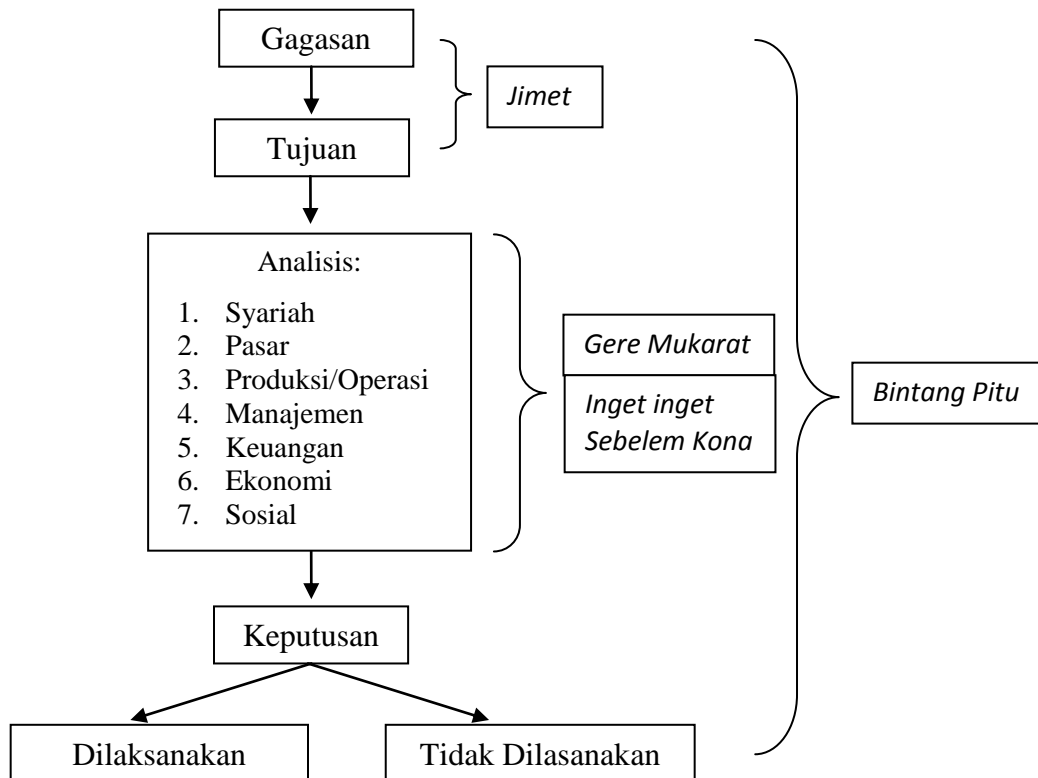 Gagasan
Jimet
Tujuan
Analisis:
1. Syariah
2. Pasar
3. Produksi/Operasi
4. Manajemen
5. Keuangan
6. Ekonomi
7. Sosial
Gere Mukarat
Inget inget
Sebelem Kona
Bintang Pitu
Keputusan
Dilaksanakan
Tidak Dilasanakan